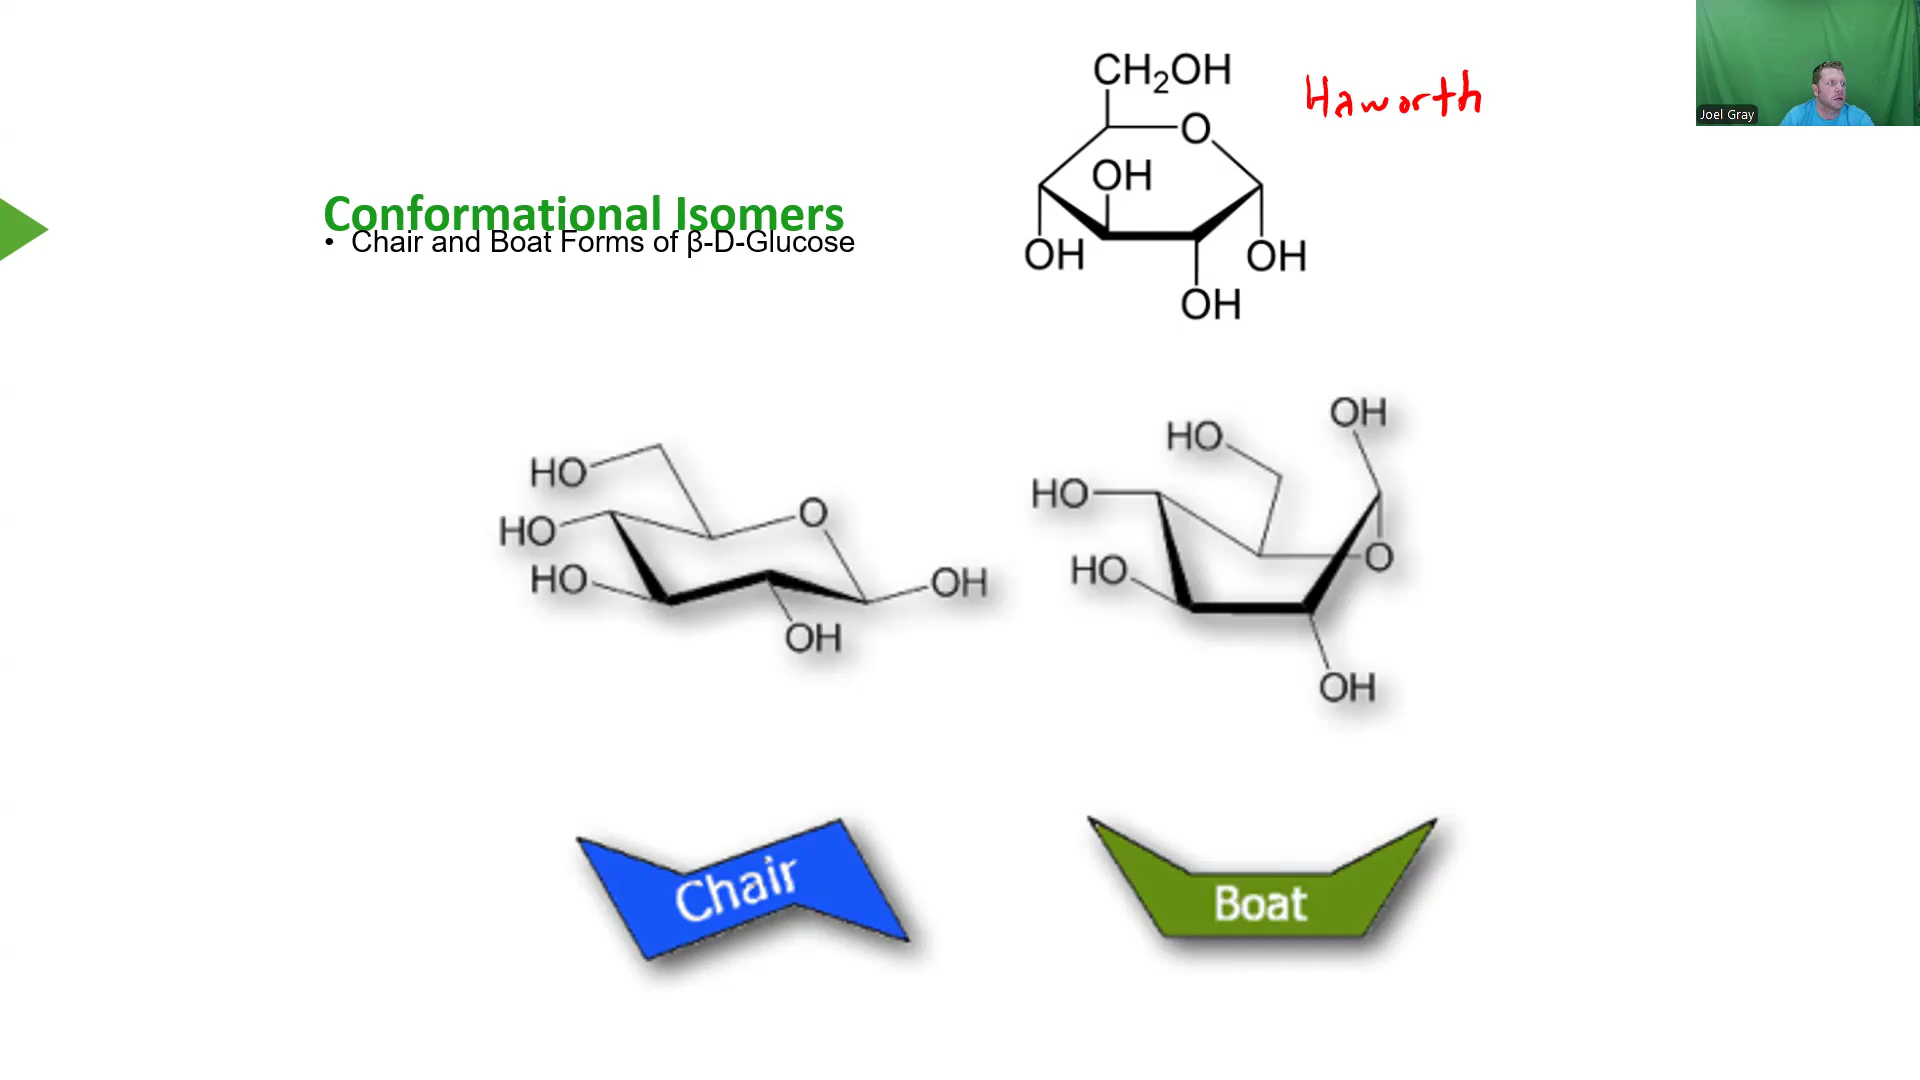 CH₂OH
Haworth
O
OH
OH
OH
OH
Joel Gray
Conformational Isomers
• Chair and Boat Forms of β-D-Glucose
HO
O
HO
HO
OH
OH
OH
HO
HO
O
HO
OH
Chair
Boat